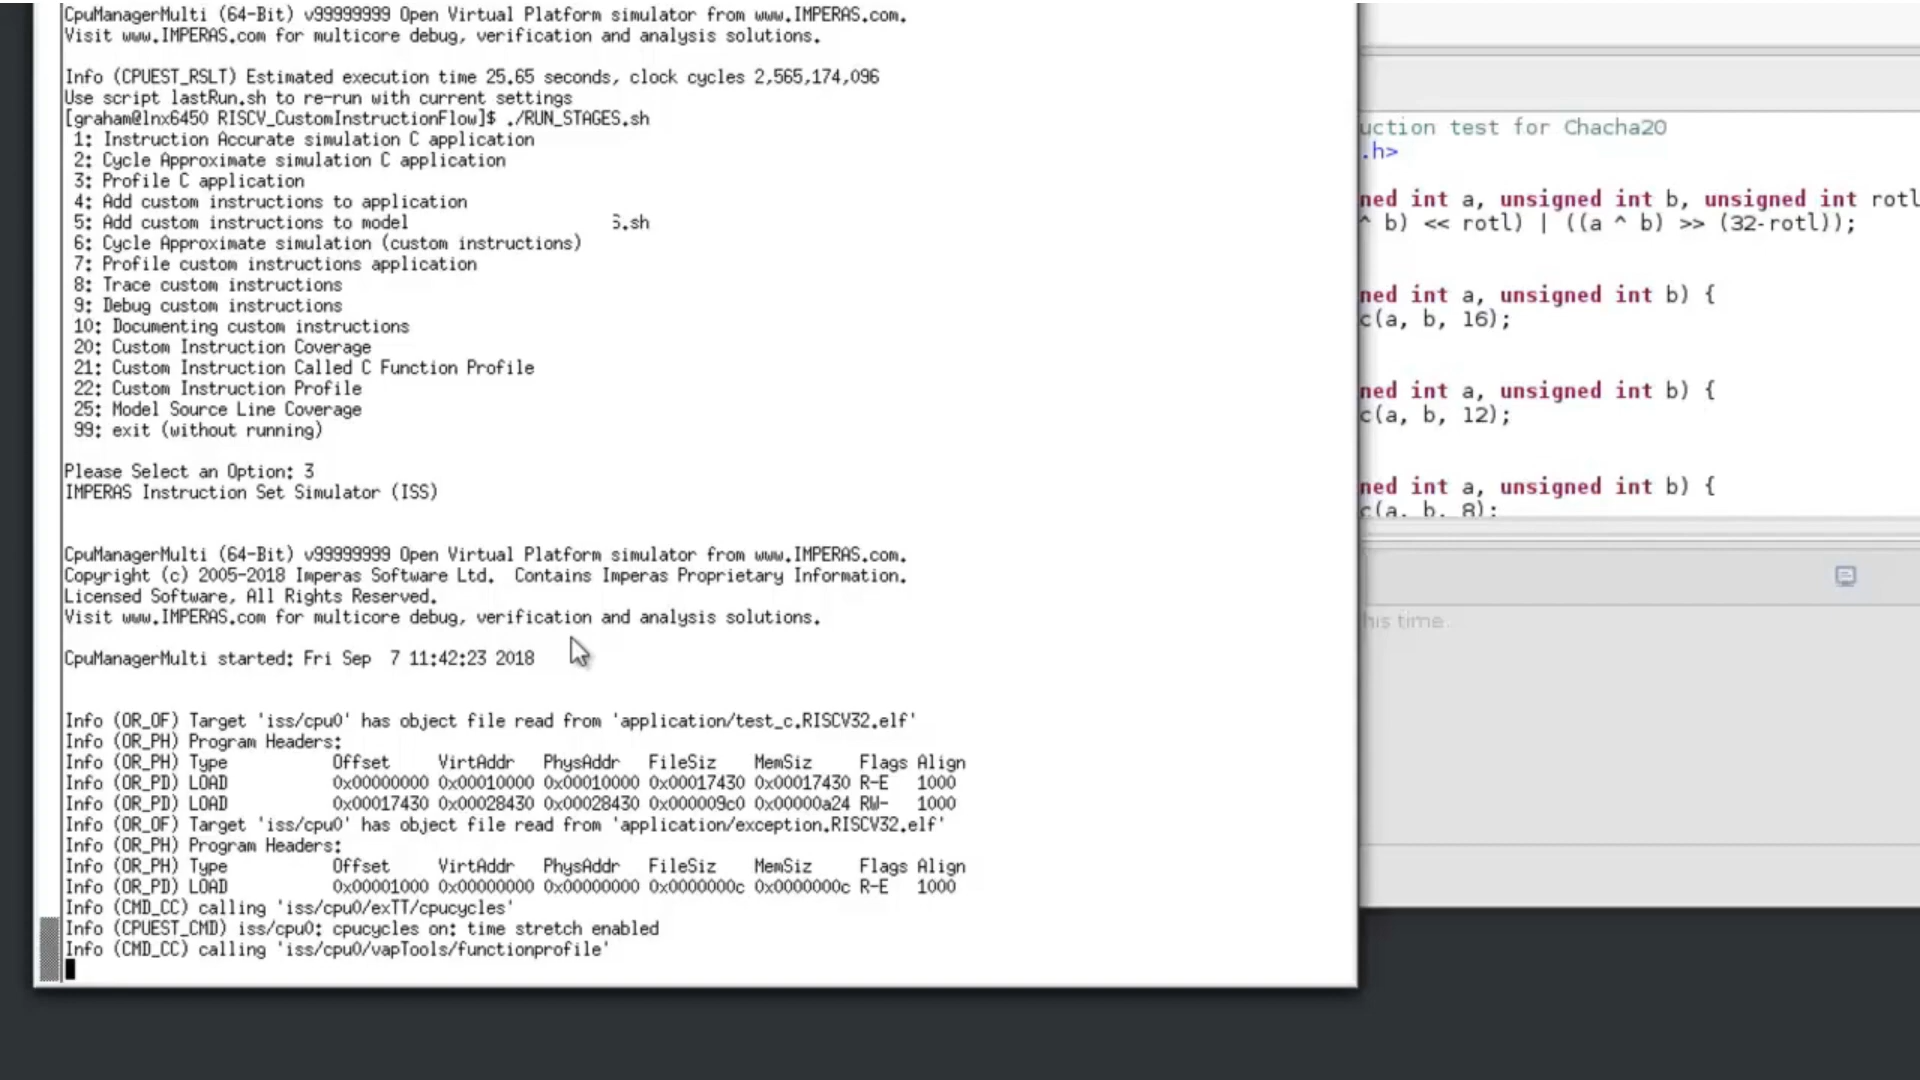 CpuManagerMulti (64-Bit) v99999999 Open Virtual Platform simulator from www.IMPERAS.com.
Visit www.IMPERAS.com for multicore debug, verification and analysis solutions.
Info (CPUEST_RSLT) Estimated execution time 25.65 seconds, clock cycles 2,565,174,096
Use script lastRun.sh to re-run with current settings
[graham@lnx6450 RISCV_CustomInstructionFlow]$ ./RUN_STAGES.sh
1: Instruction Accurate simulation C application
2: Cycle Approximate simulation C application
3: Profile C application
4: Add custom instructions to application
5: Add custom instructions to model S.sh
6: Cycle Approximate simulation (custom instructions)
7: Profile custom instructions application
8: Trace custom instructions
9: Debug custom instructions
10: Documenting custom instructions
20: Custom Instruction Coverage
21: Custom Instruction Called C Function Profile
22: Custom Instruction Profile
25: Model Source Line Coverage
99: exit (without running)
Please Select an Option: 3
IMPERAS Instruction Set Simulator (ISS)
CpuManagerMulti (64-Bit) v99999999 Open Virtual Platform simulator from www.IMPERAS.com.
Copyright (c) 2005-2018 Imperas Software Ltd.  Contains Imperas Proprietary Information.
Licensed Software, All Rights Reserved.
Visit www.IMPERAS.com for multicore debug, verification and analysis solutions.
CpuManagerMulti started: Fri Sep  7 11:42:23 2018
Info (OR_OF) Target 'iss/cpu0' has object file read from 'application/test_c.RISCV32.elf'
Info (OR_PH) Program Headers:
Info (OR_PH) Type Offset VirtAddr PhysAddr FileSiz MemSiz Flags Align
Info (OR_PD) LOAD 0x00000000 0x00010000 0x00010000 0x00017430 0x00017430 R-E 1000
Info (OR_PD) LOAD 0x00017430 0x00028430 0x00028430 0x000009c0 0x00000a24 RW- 1000
Info (OR_OF) Target 'iss/cpu0' has object file read from 'application/exception.RISCV32.elf'
Info (OR_PH) Program Headers:
Info (OR_PH) Type Offset VirtAddr PhysAddr FileSiz MemSiz Flags Align
Info (OR_PD) LOAD 0x00001000 0x00000000 0x00000000 0x0000000c 0x0000000c R-E 1000
Info (CMD_CC) calling 'iss/cpu0/exTT/cpucycles'
Info (CPUEST_CMD) iss/cpu0: cpucycles on: time stretch enabled
Info (CMD_CC) calling 'iss/cpu0/vapTools/functionprofile'
uction test for Chacha20
.h>
ned int a, unsigned int b, unsigned int rotl
^ b) << rotl) | ((a ^ b) >> (32-rotl));
ned int a, unsigned int b) {
c(a, b, 16);
ned int a, unsigned int b) {
c(a, b, 12);
ned int a, unsigned int b) {
c(a, b, 8);
his time.